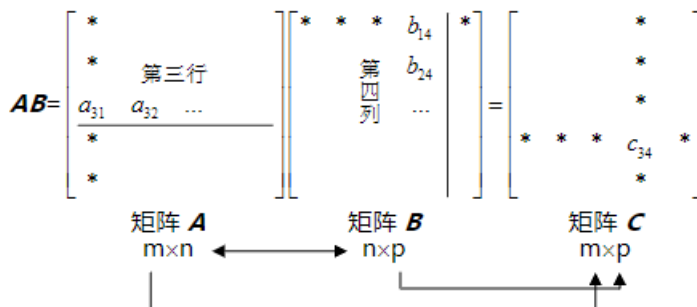 * * * * b₁₄ * *
* 第三行 第四列 b₂₄ *
AB= a₃₁ a₃₂ ... ... = *
* * * * c₃₄ *
* *
矩阵 A 矩阵 B 矩阵 C
m×n n×p m×p